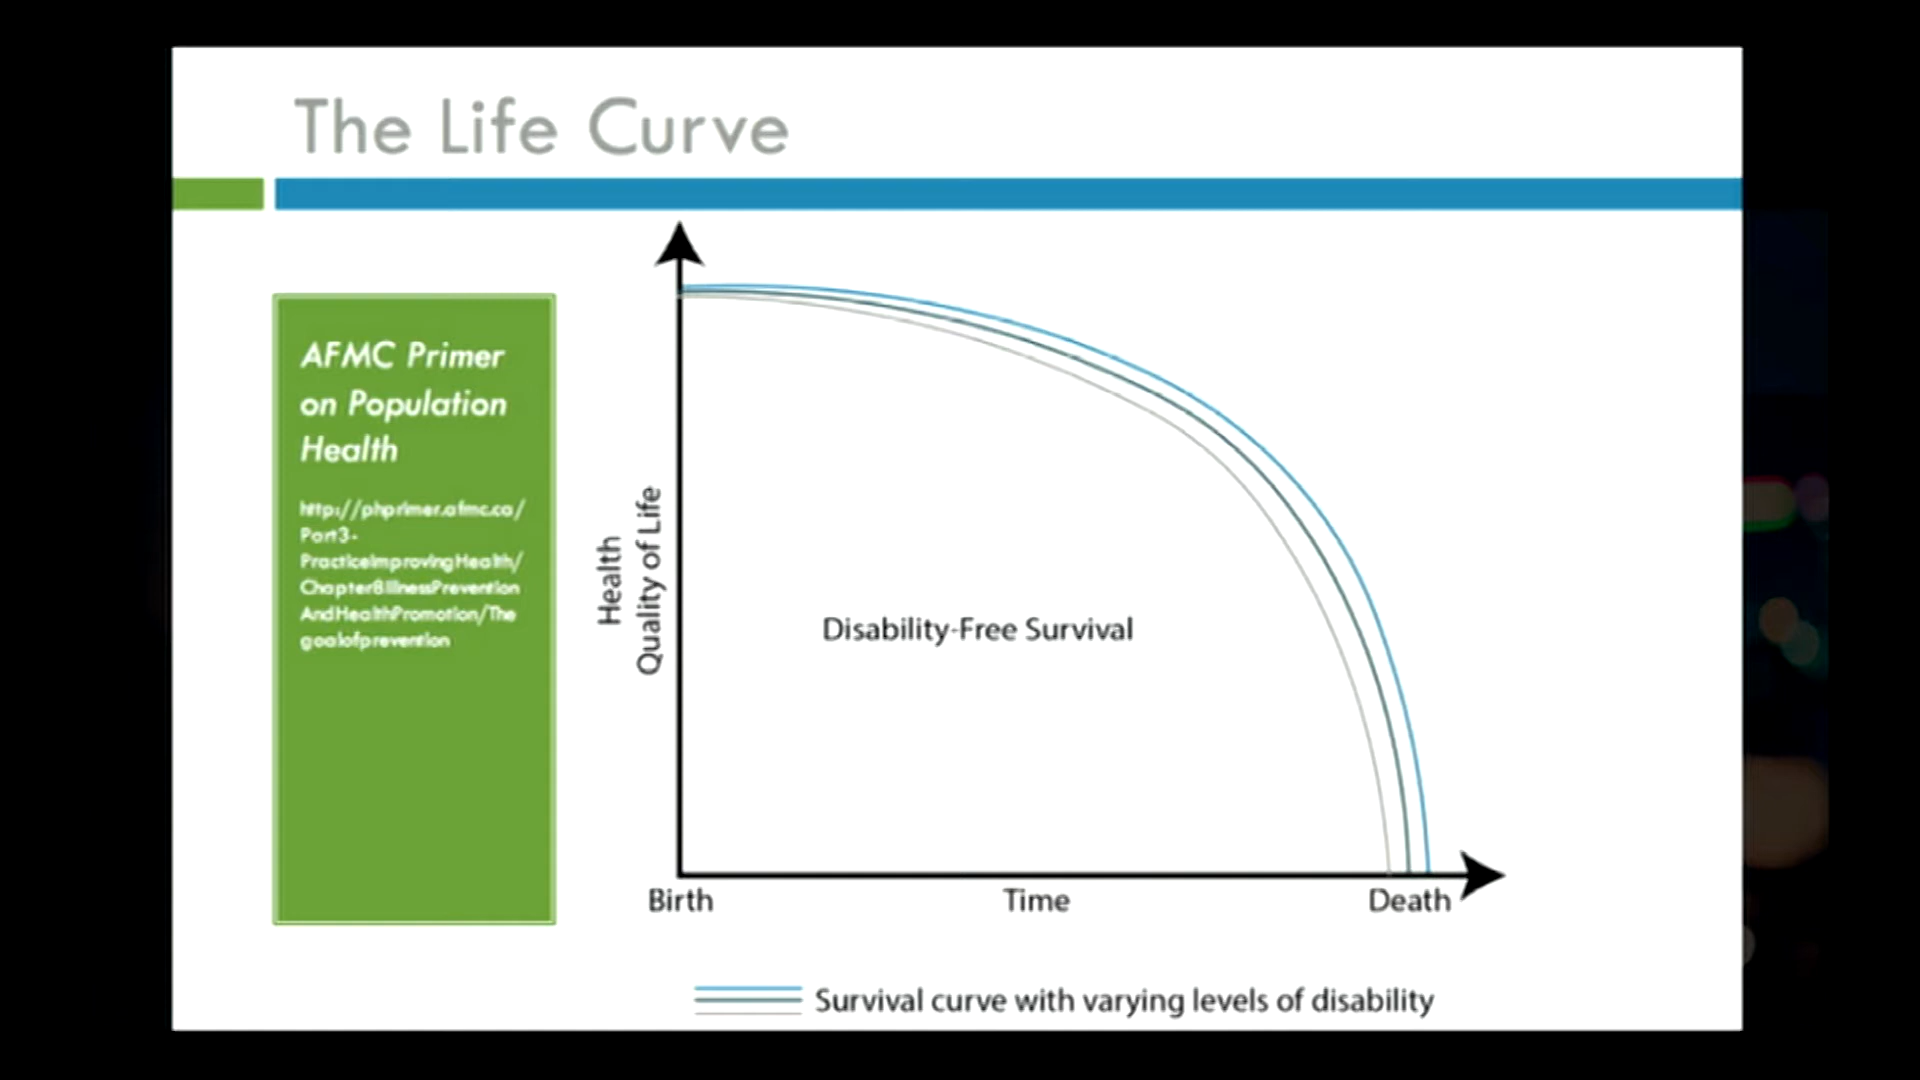 The Life Curve
AFMC Primer
on Population
Health
http://phprimer.afmc.ca/
Part3-
PracticeImprovingHealth/
Chapter8IllnessPrevention
AndHealthPromotion/The
goalofprevention
Health
Quality of Life
Disability-Free Survival
Birth
Time
Death
Survival curve with varying levels of disability